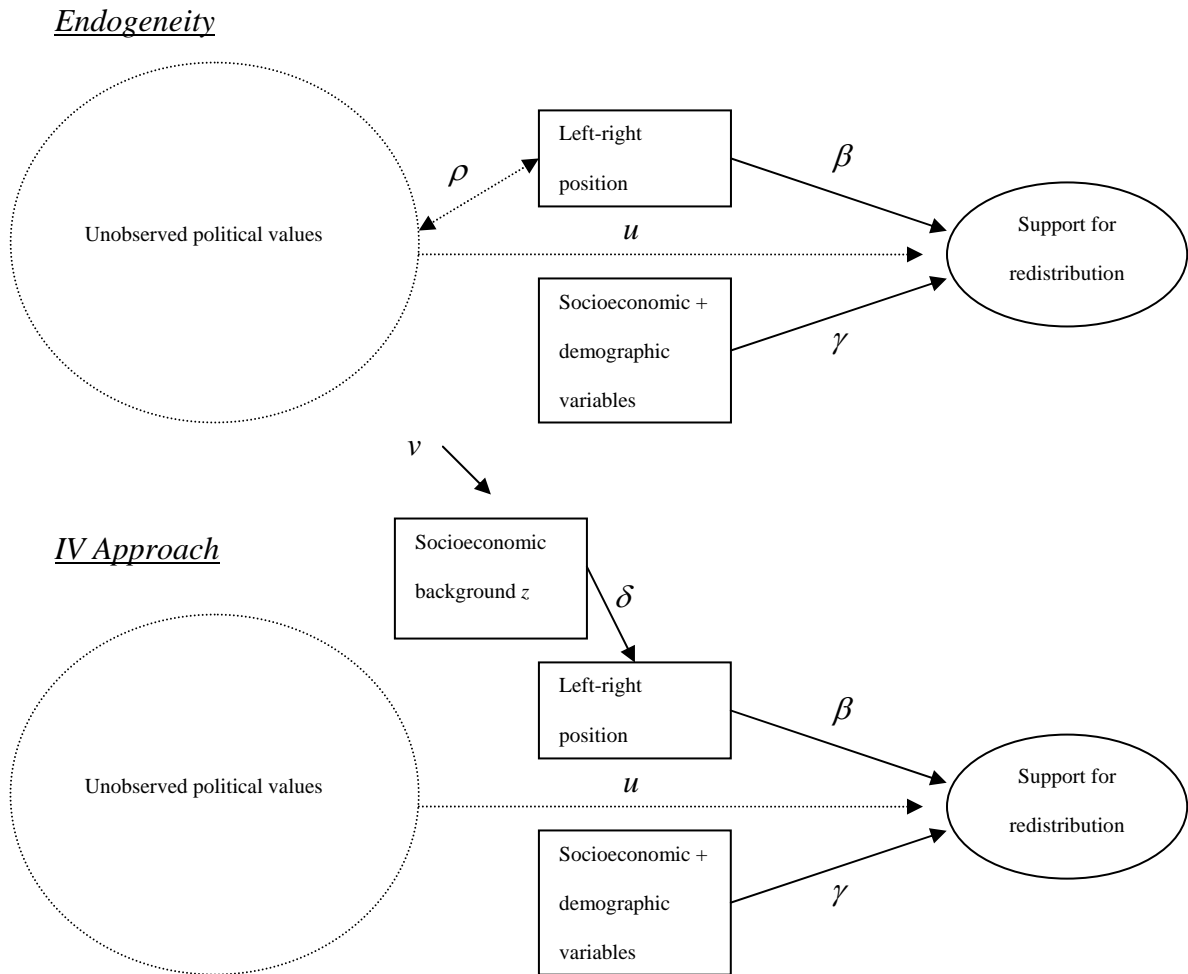 Endogeneity
Left-right
position
β
ρ
Unobserved political values
u
Support for
redistribution
Socioeconomic +
demographic
variables
γ
v
IV Approach
Socioeconomic
background z
δ
Left-right
position
β
Unobserved political values
u
Support for
redistribution
Socioeconomic +
demographic
variables
γ